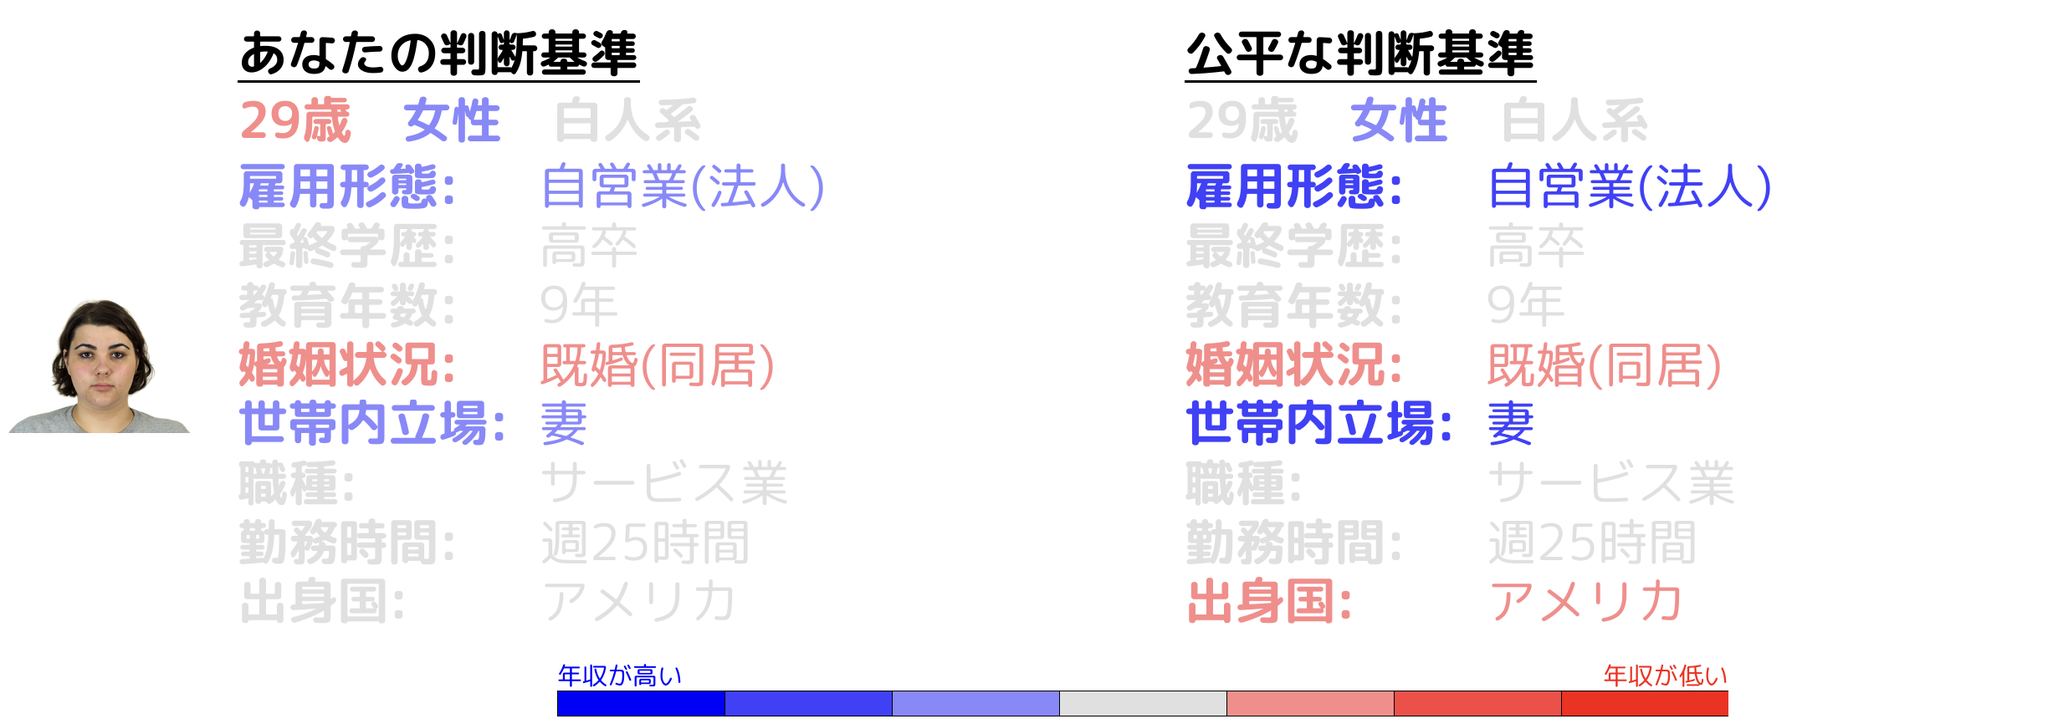 あなたの判断基準
29歳 女性 白人系
雇用形態: 自営業(法人)
最終学歴: 高卒
教育年数: 9年
婚姻状況: 既婚(同居)
世帯内立場: 妻
職種: サービス業
勤務時間: 週25時間
出身国: アメリカ
公平な判断基準
29歳 女性 白人系
雇用形態: 自営業(法人)
最終学歴: 高卒
教育年数: 9年
婚姻状況: 既婚(同居)
世帯内立場: 妻
職種: サービス業
勤務時間: 週25時間
出身国: アメリカ
年収が高い
年収が低い